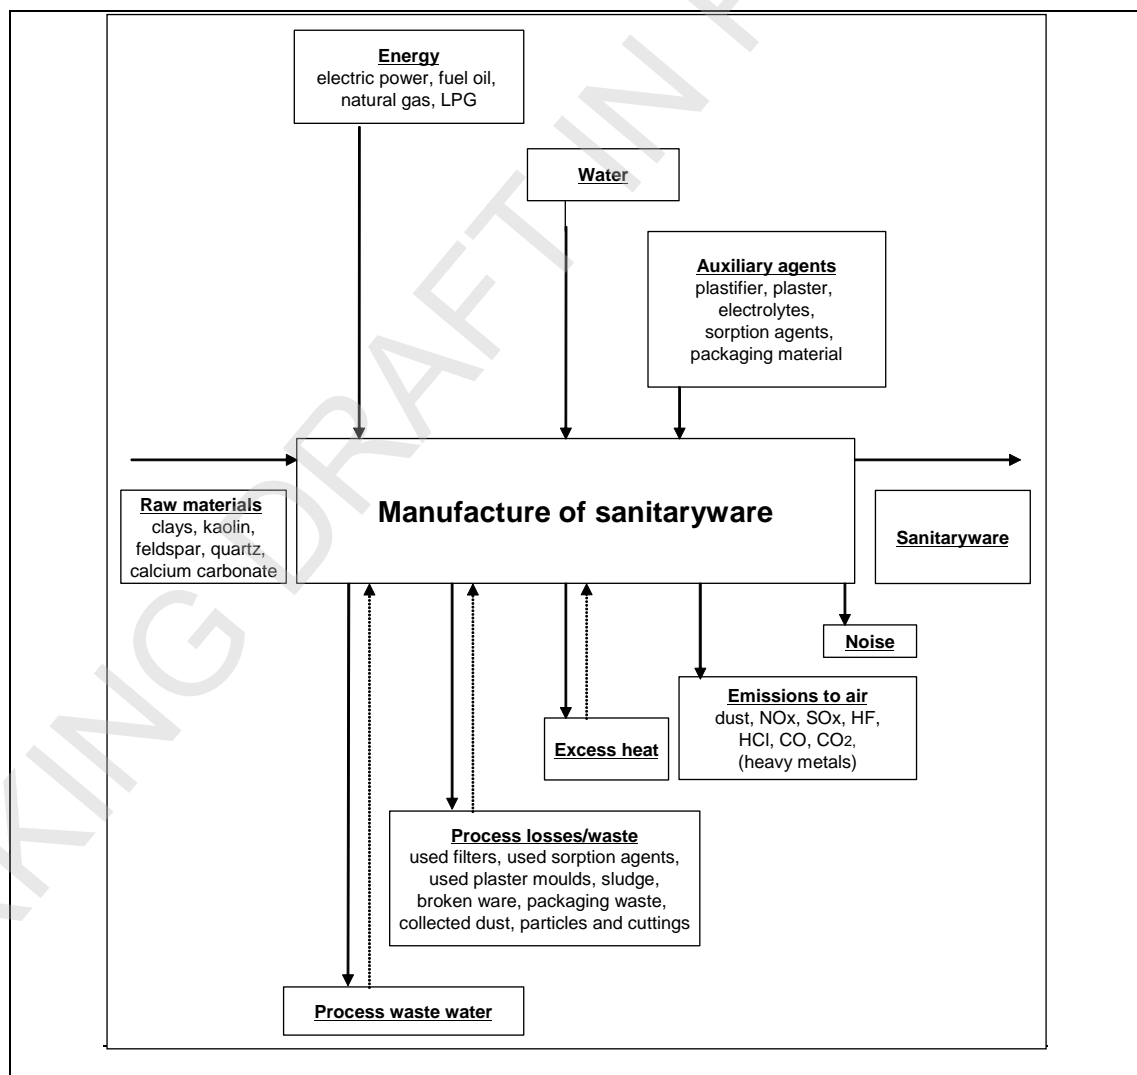 Energy
electric power, fuel oil,
natural gas, LPG
Water
Auxiliary agents
plastifier, plaster,
electrolytes,
sorption agents,
packaging material
Raw materials
clays, kaolin,
feldspar, quartz,
calcium carbonate
Manufacture of sanitaryware
Sanitaryware
Noise
Emissions to air
dust, NOx, SOx, HF,
HCl, CO, CO2,
(heavy metals)
Excess heat
Process losses/waste
used filters, used sorption agents,
used plaster moulds, sludge,
broken ware, packaging waste,
collected dust, particles and cuttings
Process waste water
KING DRAFT IN